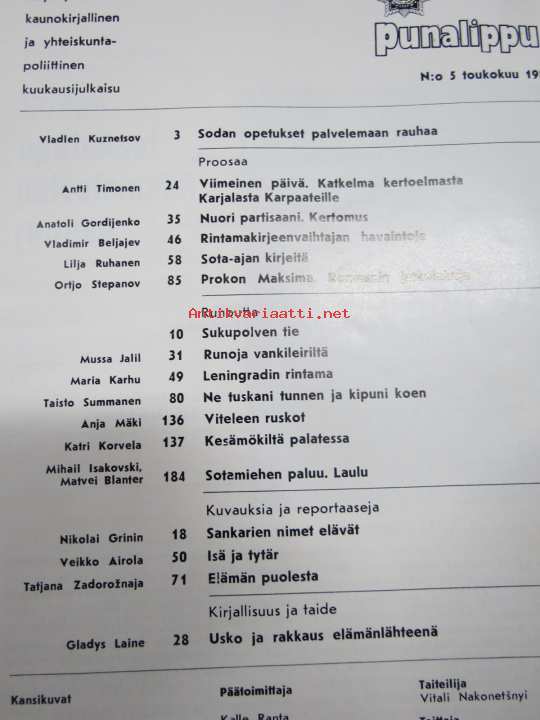 kaunokirjallinen
ja yhteiskunta-
poliittinen
kuukausijulkaisu
punalippu
N:o 5 toukokuu 19
Vladlen Kuznetsov 3 Sodan opetukset palvelemaan rauhaa
Proosaa
Antti Timonen 24 Viimeinen päivä. Katkelma kertoelmasta
Karjalasta Karpaateille
Anatoli Gordijenko 35 Nuori partisaani. Kertomus
Vladimir Beljajev 46 Rintamakirjeenvaihtajan havaintoja
Lilja Ruhanen 58 Sota-ajan kirjeitä
Ortjo Stepanov 85 Prokon Maksima. Romaanin
Runoutta
Antikvariaatti.net
10 Sukupolven tie
Mussa Jalil 31 Runoja vankileiriltä
Maria Karhu 49 Leningradin rintama
Taisto Summanen 80 Ne tuskani tunnen ja kipuni koen
Anja Mäki 136 Viteleen ruskot
Katri Korvela 137 Kesämökiltä palatessa
Mihail Isakovski,
Matvei Blanter 184 Sotamiehen paluu. Laulu
Kuvauksia ja reportaaseja
Nikolai Grinin 18 Sankarien nimet elävät
Veikko Airola 50 Isä ja tytär
Tatjana Zadorožnaja 71 Elämän puolesta
Kirjallisuus ja taide
Gladys Laine 28 Usko ja rakkaus elämänlähteenä
Kansikuvat
Päätoimittaja
Kalle Ranta
Taiteilija
Vitali Nakonetšnyi